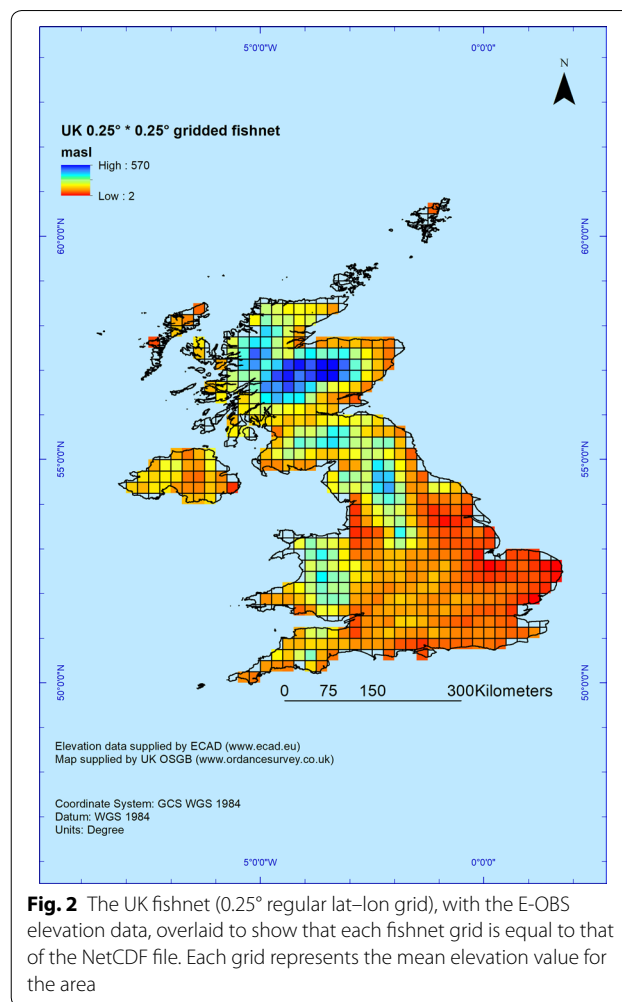 5°0'0"W 0°0'0"
N
UK 0.25° * 0.25° gridded fishnet
masl
High : 570
Low : 2
60°0'0"N 60°0'0"N
55°0'0"N 55°0'0"N
50°0'0"N 50°0'0"N
0 75 150 300Kilometers
Elevation data supplied by ECAD (www.ecad.eu)
Map supplied by UK OSGB (www.ordancesurvey.co.uk)
Coordinate System: GCS WGS 1984
Datum: WGS 1984
Units: Degree
5°0'0"W 0°0'0"
Fig. 2 The UK fishnet (0.25° regular lat–lon grid), with the E-OBS
elevation data, overlaid to show that each fishnet grid is equal to that
of the NetCDF file. Each grid represents the mean elevation value for
the area